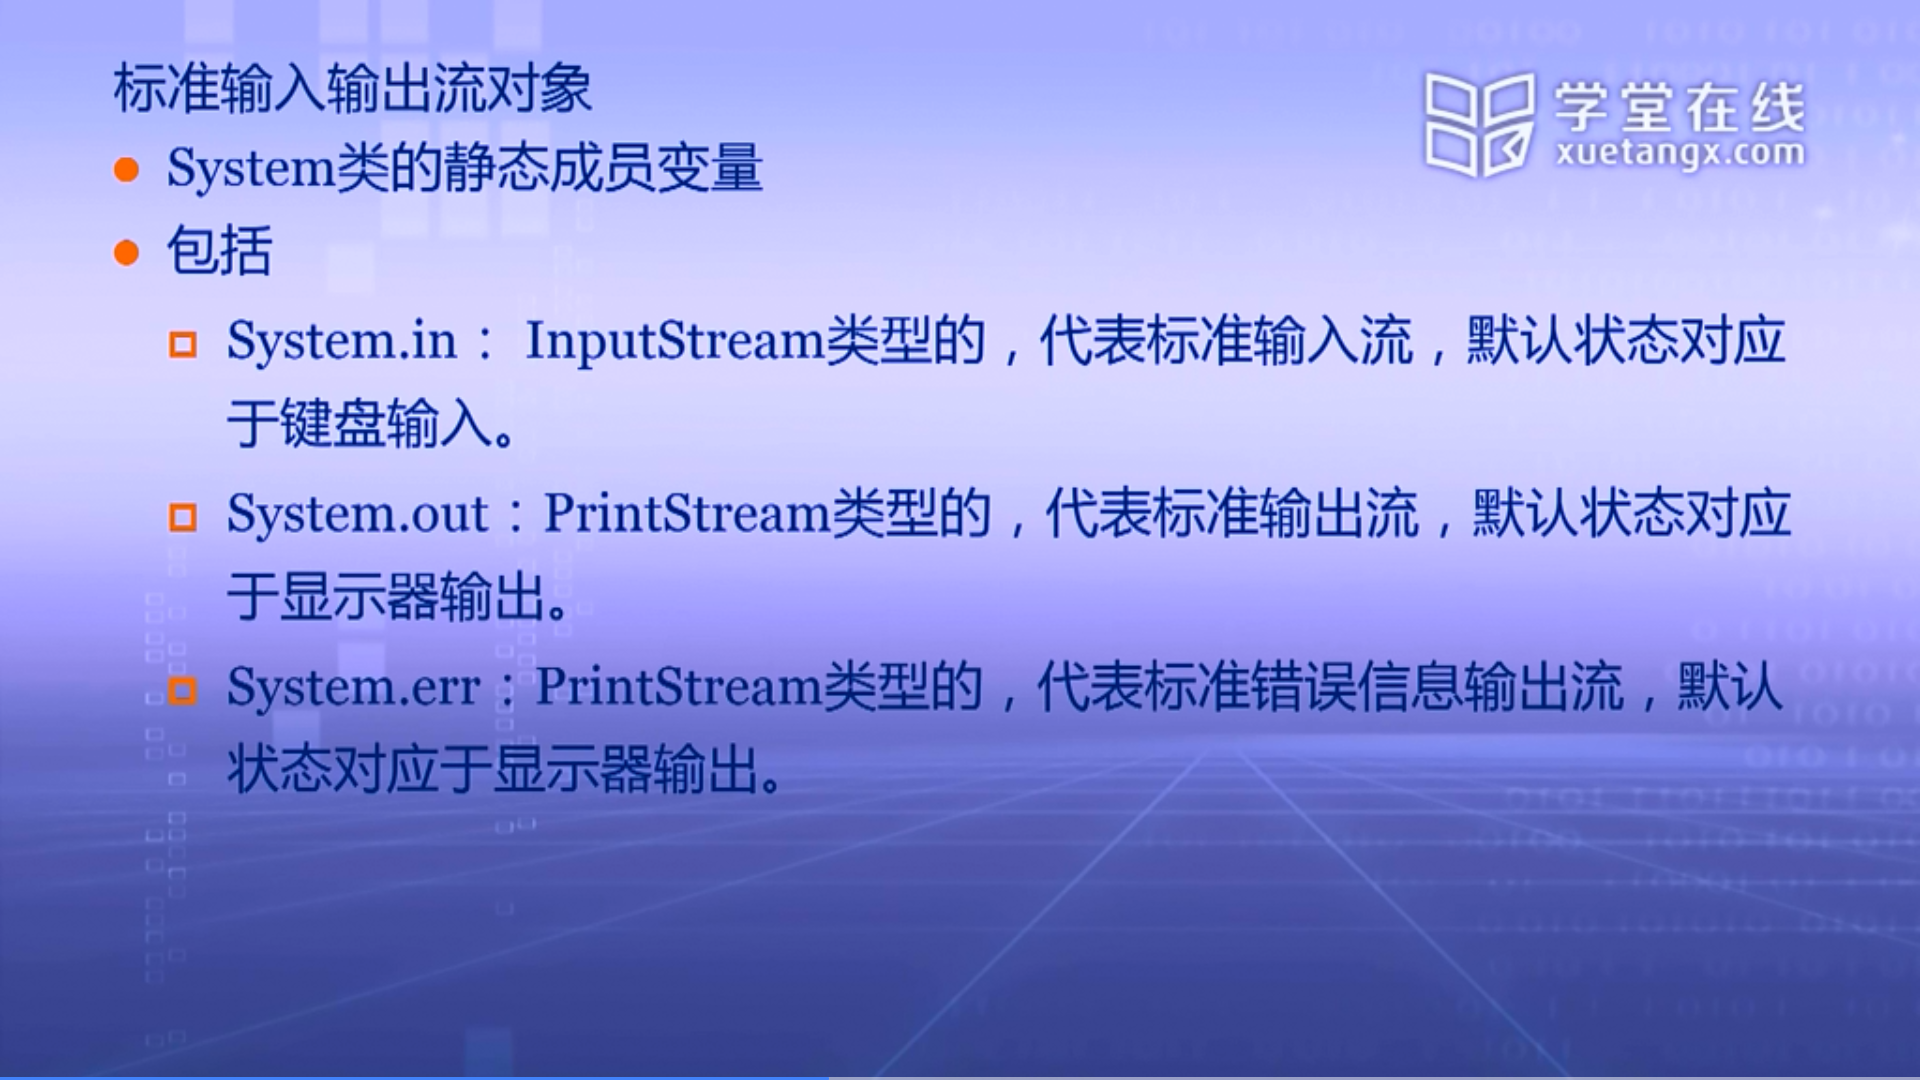 标准输入输出流对象
学堂在线
xuetangx.com
System类的静态成员变量
包括
System.in： InputStream类型的，代表标准输入流，默认状态对应
于键盘输入。
System.out：PrintStream类型的，代表标准输出流，默认状态对应
于显示器输出。
System.err：PrintStream类型的，代表标准错误信息输出流，默认
状态对应于显示器输出。